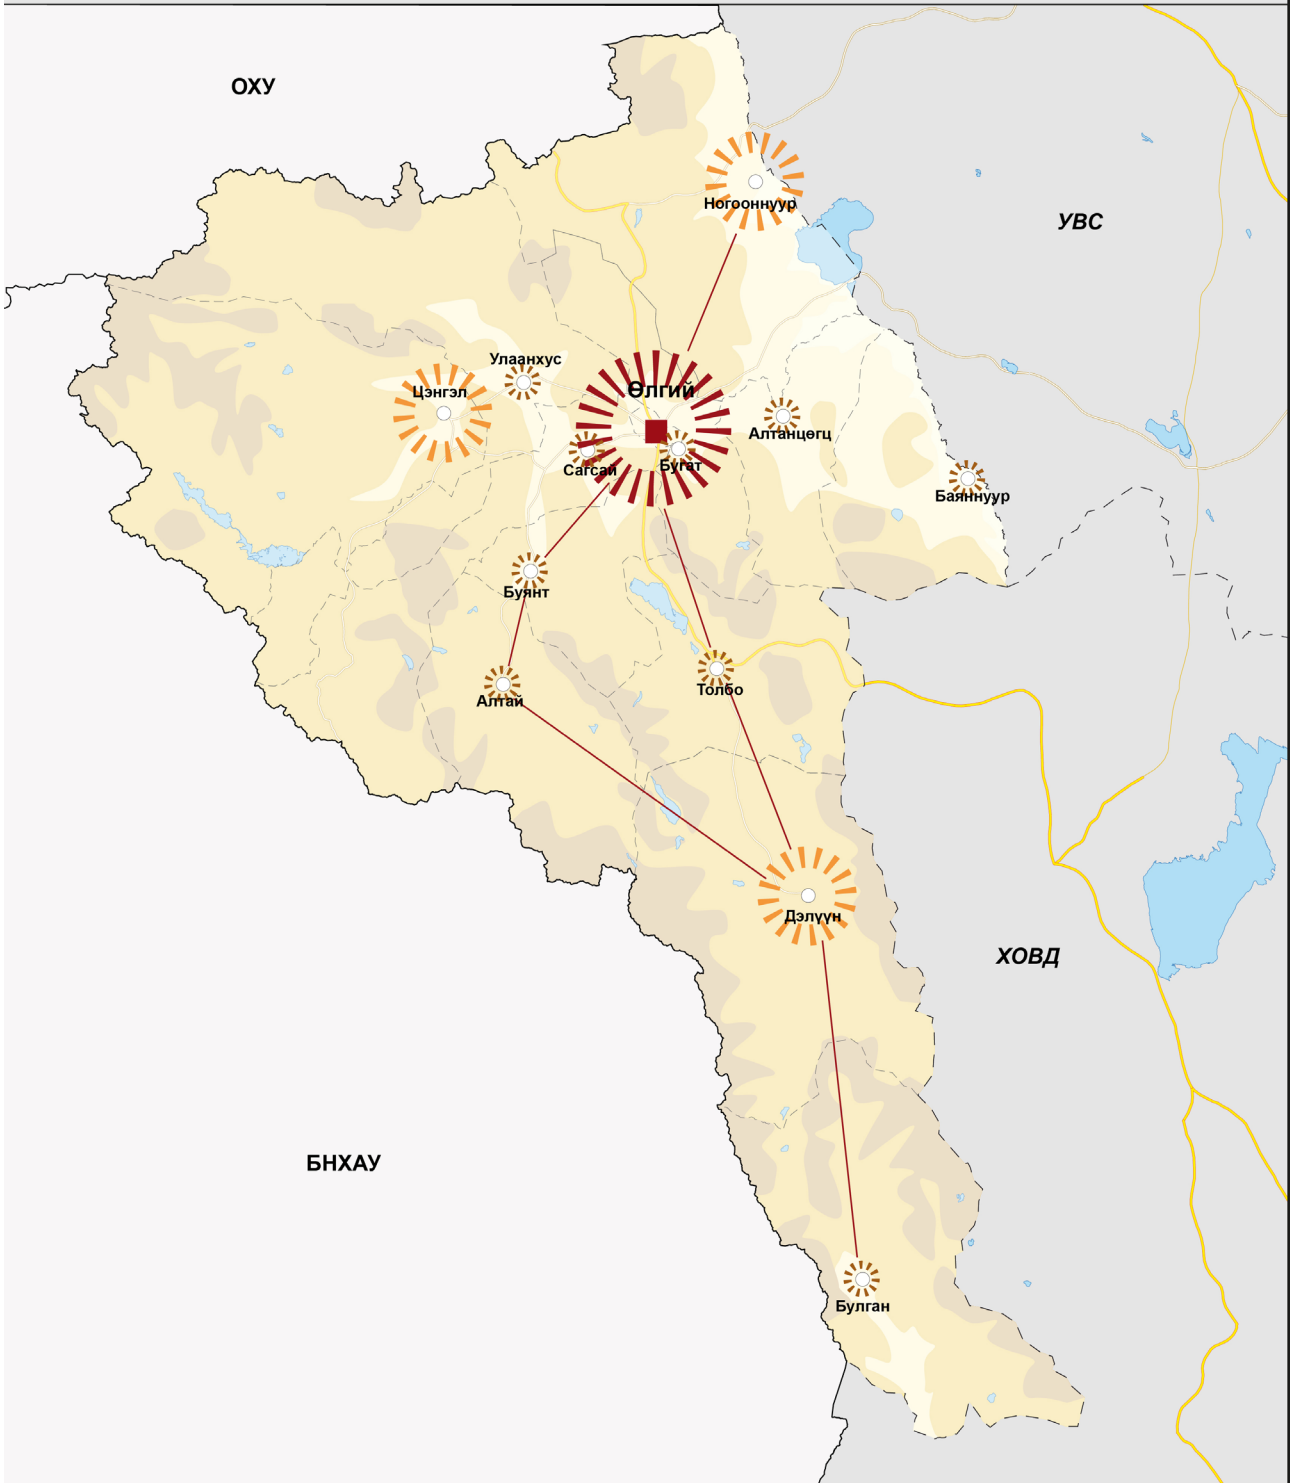 ОХУ
Ногооннуур
УВС
Улаанхус
Цэнгэл
Өлгий
Алтанцөгц
Сагсай
Бугат
Баяннуур
Буянт
Толбо
Алтай
Дэлүүн
ХОВД
БНХАУ
Булган